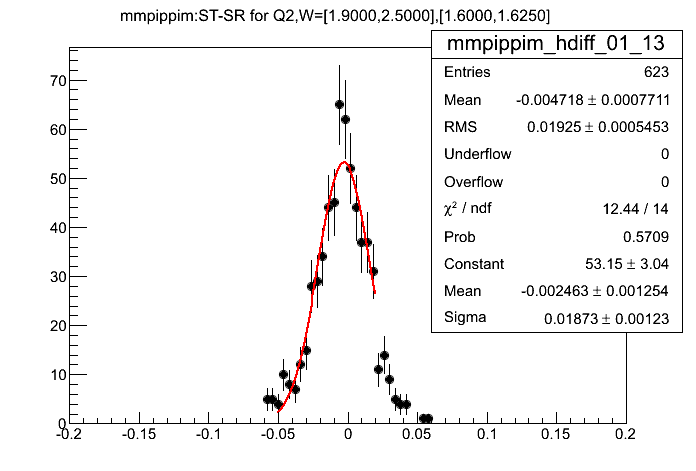 mmpippim:ST-SR for Q2,W=[1.9000,2.5000],[1.6000,1.6250]
mmpippim_hdiff_01_13
Entries 623
Mean -0.004718 ± 0.0007711
RMS 0.01925 ± 0.0005453
Underflow 0
Overflow 0
χ² / ndf 12.44 / 14
Prob 0.5709
Constant 53.15 ± 3.04
Mean -0.002463 ± 0.001254
Sigma 0.01873 ± 0.00123
70
60
50
40
30
20
10
0
-0.2 -0.15 -0.1 -0.05 0 0.05 0.1 0.15 0.2